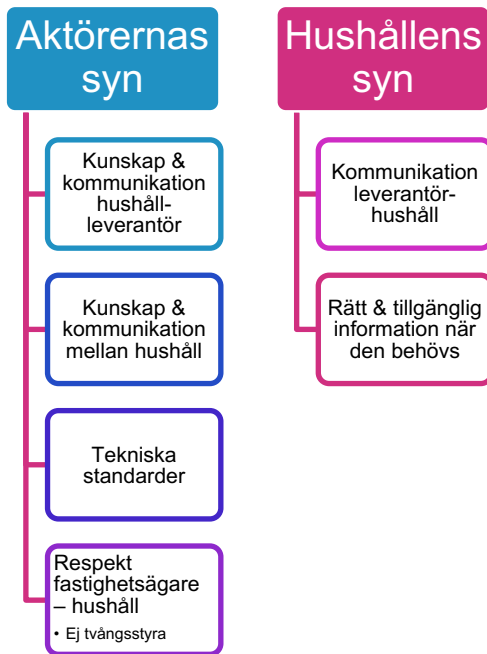 Aktörernas
syn
Kunskap &
kommunikation
hushåll-
leverantör
Kunskap &
kommunikation
mellan hushåll
Tekniska
standarder
Respekt
fastighetsägare
– hushåll
• Ej tvångsstyra
Hushållens
syn
Kommunikation
leverantör-
hushåll
Rätt & tillgänglig
information när
den behövs